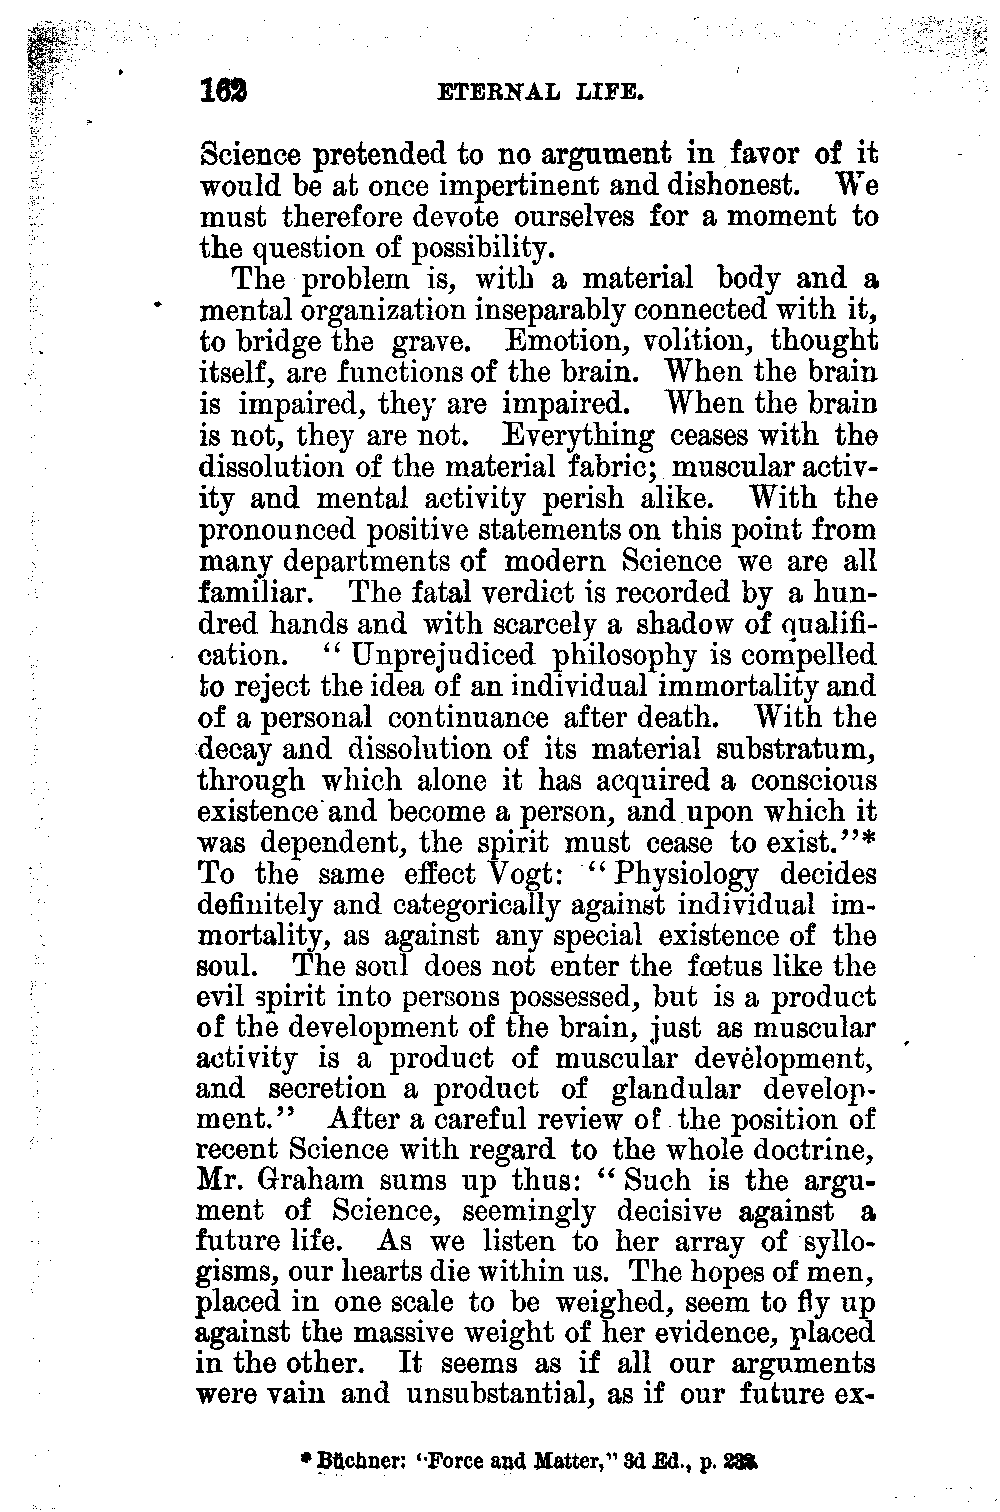 162 ETERNAL LIFE.
Science pretended to no argument in favor of it
would be at once impertinent and dishonest. We
must therefore devote ourselves for a moment to
the question of possibility.
The problem is, with a material body and a
mental organization inseparably connected with it,
to bridge the grave. Emotion, volition, thought
itself, are functions of the brain. When the brain
is impaired, they are impaired. When the brain
is not, they are not. Everything ceases with the
dissolution of the material fabric; muscular activ-
ity and mental activity perish alike. With the
pronounced positive statements on this point from
many departments of modern Science we are all
familiar. The fatal verdict is recorded by a hun-
dred hands and with scarcely a shadow of qualifi-
cation. “Unprejudiced philosophy is compelled
to reject the idea of an individual immortality and
of a personal continuance after death. With the
decay and dissolution of its material substratum,
through which alone it has acquired a conscious
existence and become a person, and upon which it
was dependent, the spirit must cease to exist.”*
To the same effect Vogt: “Physiology decides
definitely and categorically against individual im-
mortality, as against any special existence of the
soul. The soul does not enter the fœtus like the
evil spirit into persons possessed, but is a product
of the development of the brain, just as muscular
activity is a product of muscular development,
and secretion a product of glandular develop-
ment.” After a careful review of the position of
recent Science with regard to the whole doctrine,
Mr. Graham sums up thus: “Such is the argu-
ment of Science, seemingly decisive against a
future life. As we listen to her array of syllo-
gisms, our hearts die within us. The hopes of men,
placed in one scale to be weighed, seem to fly up
against the massive weight of her evidence, placed
in the other. It seems as if all our arguments
were vain and unsubstantial, as if our future ex-
* Büchner: “Force and Matter,” 3d Ed., p.